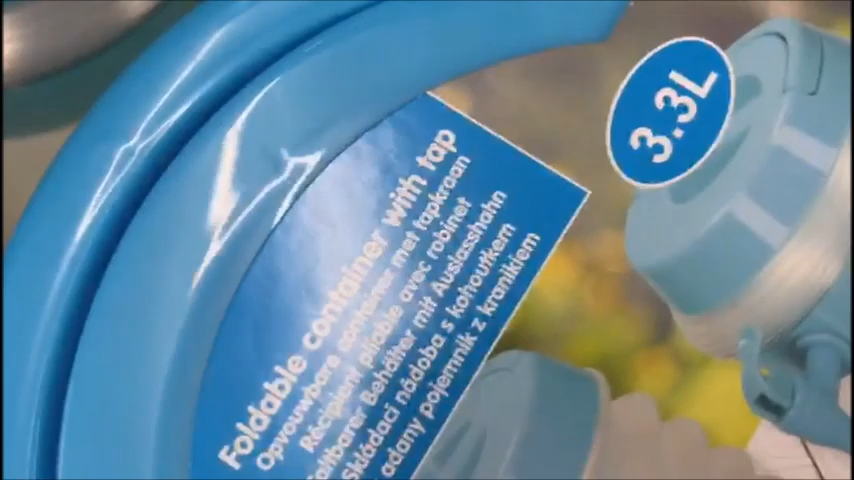 3.3L
Foldable container with tap
Opvouwbare container met tapkraan
Récipient pliable avec robinet
Faltbarer Behälter mit Auslasshahn
Skládací nádoba s kohoutkem
pojemnik z kranikiem